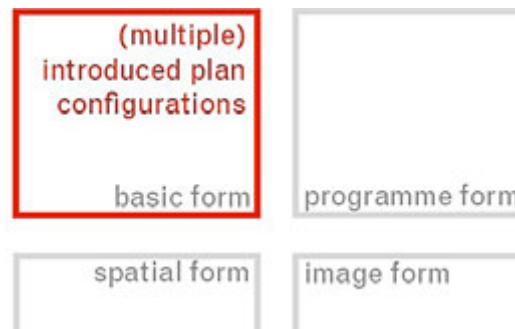 (multiple)
introduced plan
configurations
basic form
programme form
spatial form
image form